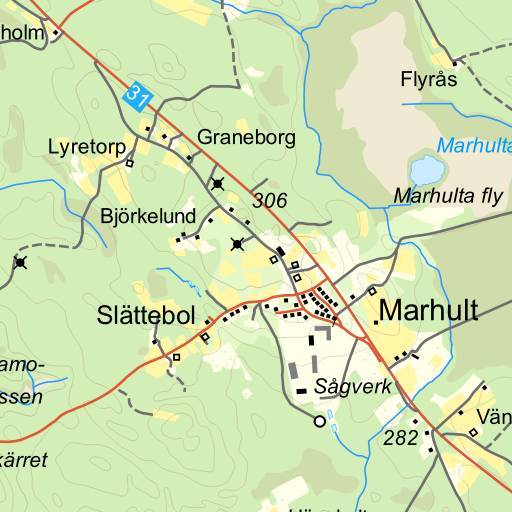 holm
31
Flyrås
Graneborg
Lyretorp
Marhulta
Marhulta fly
306
Björkelund
Slättebol
Marhult
amo-
ssen
Sågverk
Vän
282
kärret